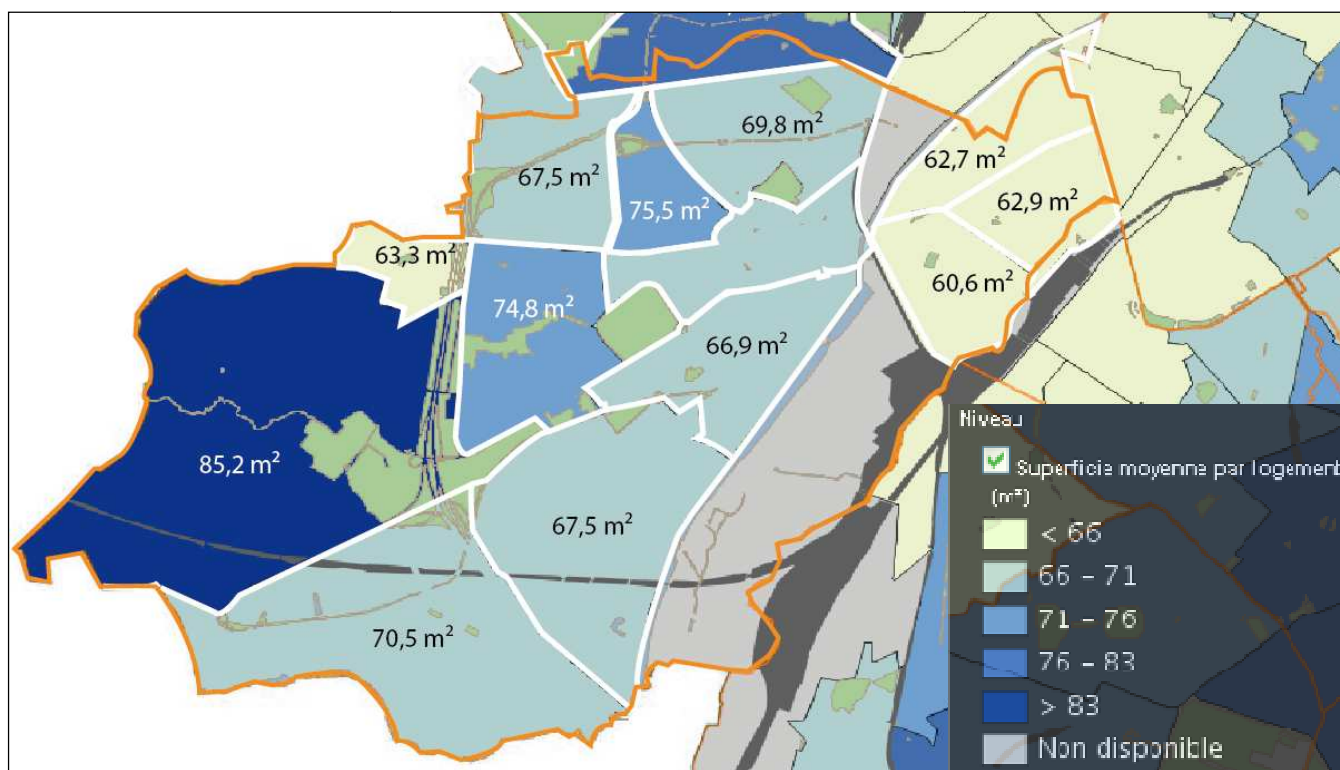 69,8 m²
62,7 m²
67,5 m²
62,9 m²
75,5 m²
63,3 m²
60,6 m²
74,8 m²
66,9 m²
85,2 m²
67,5 m²
70,5 m²
Niveau
Superficie moyenne par logement
(m²)
< 66
66 – 71
71 – 76
76 – 83
> 83
Non disponible